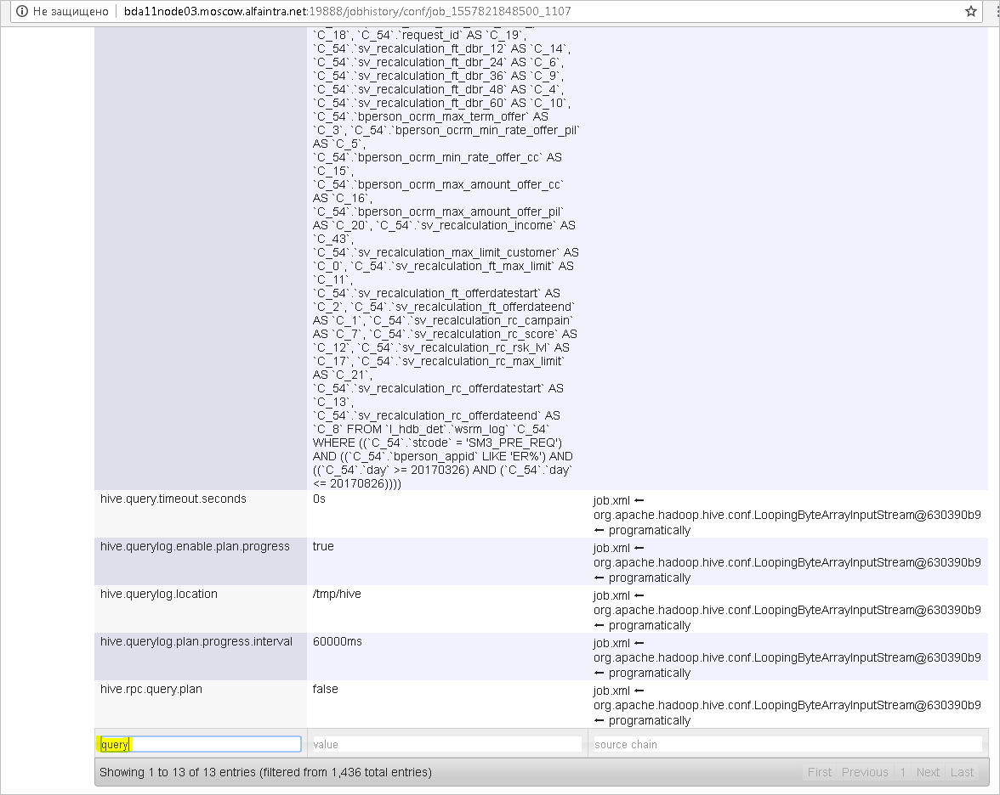 Не защищено bda11node03.moscow.alfaintra.net:19888/jobhistory/conf/job_1557821848500_1107
`C_18`, `C_54`.`request_id` AS `C_19`,
`C_54`.`sv_recalculation_ft_dbr_12` AS `C_14`,
`C_54`.`sv_recalculation_ft_dbr_24` AS `C_6`,
`C_54`.`sv_recalculation_ft_dbr_36` AS `C_9`,
`C_54`.`sv_recalculation_ft_dbr_48` AS `C_4`,
`C_54`.`sv_recalculation_ft_dbr_60` AS `C_10`,
`C_54`.`bperson_ocrm_max_term_offer` AS
`C_3`, `C_54`.`bperson_ocrm_min_rate_offer_pil`
AS `C_5`,
`C_54`.`bperson_ocrm_min_rate_offer_cc` AS
`C_15`,
`C_54`.`bperson_ocrm_max_amount_offer_cc`
AS `C_16`,
`C_54`.`bperson_ocrm_max_amount_offer_pil`
AS `C_20`, `C_54`.`sv_recalculation_income` AS
`C_43`,
`C_54`.`sv_recalculation_max_limit_customer` AS
`C_0`, `C_54`.`sv_recalculation_ft_max_limit` AS
`C_11`,
`C_54`.`sv_recalculation_ft_offerdatestart` AS
`C_2`, `C_54`.`sv_recalculation_ft_offerdateend`
AS `C_1`, `C_54`.`sv_recalculation_rc_campain`
AS `C_7`, `C_54`.`sv_recalculation_rc_score` AS
`C_12`, `C_54`.`sv_recalculation_rc_rsk_lvl` AS
`C_17`, `C_54`.`sv_recalculation_rc_max_limit`
AS `C_21`,
`C_54`.`sv_recalculation_rc_offerdatestart` AS
`C_13`,
`C_54`.`sv_recalculation_rc_offerdateend` AS
`C_8` FROM `l_hdb_det`.`wsrm_log` `C_54`
WHERE ((`C_54`.`stcode` = 'SM3_PRE_REQ')
AND ((`C_54`.`bperson_appid` LIKE 'ER%') AND
((`C_54`.`day` >= 20170326) AND (`C_54`.`day`
<= 20170826))))
hive.query.timeout.seconds 0s job.xml ←
org.apache.hadoop.hive.conf.LoopingByteArrayInputStream@630390b9
← programatically
hive.querylog.enable.plan.progress true job.xml ←
org.apache.hadoop.hive.conf.LoopingByteArrayInputStream@630390b9
← programatically
hive.querylog.location /tmp/hive job.xml ←
org.apache.hadoop.hive.conf.LoopingByteArrayInputStream@630390b9
← programatically
hive.querylog.plan.progress.interval 60000ms job.xml ←
org.apache.hadoop.hive.conf.LoopingByteArrayInputStream@630390b9
← programatically
hive.rpc.query.plan false job.xml ←
org.apache.hadoop.hive.conf.LoopingByteArrayInputStream@630390b9
← programatically
query value source chain
Showing 1 to 13 of 13 entries (filtered from 1,436 total entries) First Previous 1 Next Last